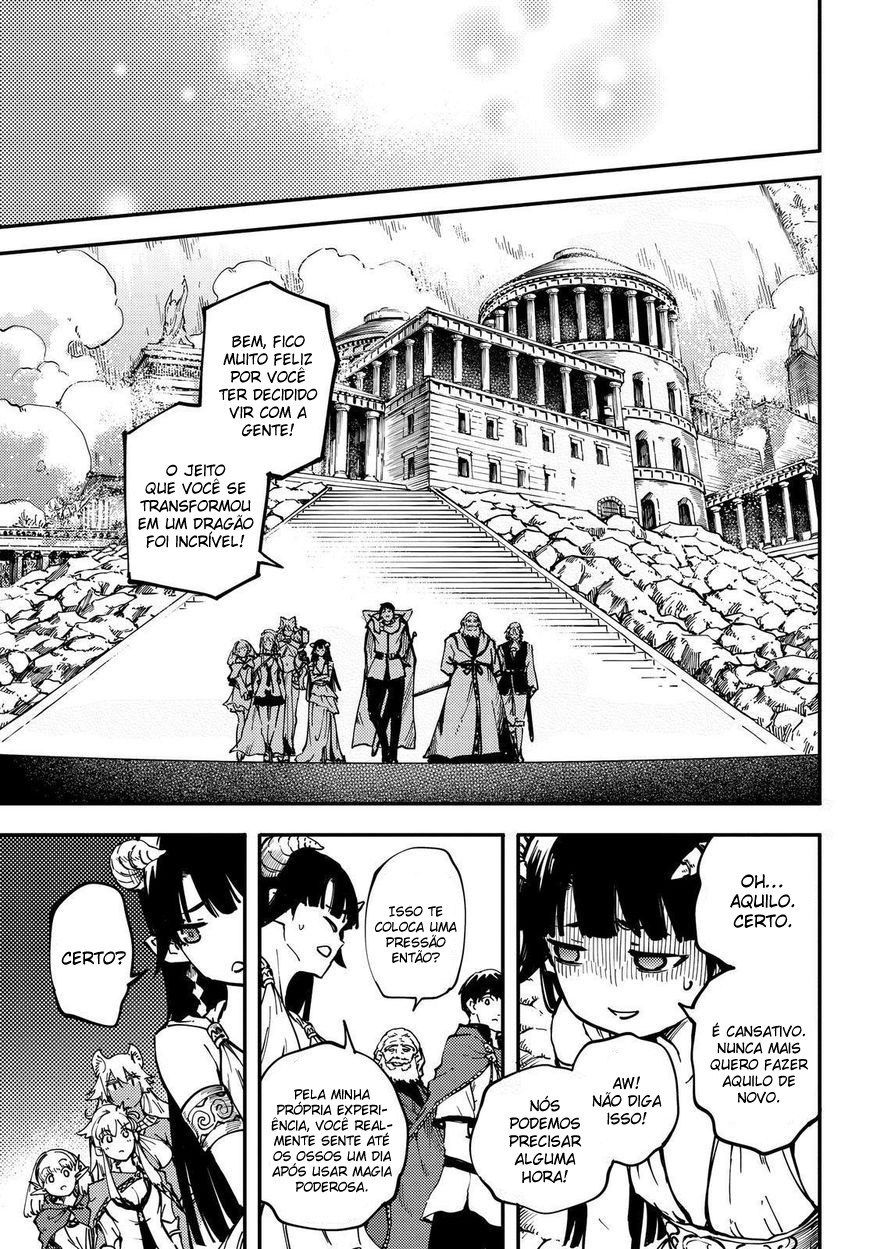 BEM, FICO
MUITO FELIZ
POR VOCÊ
TER DECIDIDO
VIR COM A
GENTE!
O JEITO
QUE VOCÊ SE
TRANSFORMOU
EM UM DRAGÃO
FOI INCRÍVEL!
OH...
AQUILO.
CERTO.
É CANSATIVO.
NUNCA MAIS
QUERO FAZER
AQUILO DE
NOVO.
AW!
NÃO DIGA
ISSO!
NÓS
PODEMOS
PRECISAR
ALGUMA
HORA!
ISSO TE
COLOCA UMA
PRESSÃO
ENTÃO?
PELA MINHA
PRÓPRIA EXPERI-
ÊNCIA, VOCÊ REAL-
MENTE SENTE ATÉ
OS OSSOS UM DIA
APÓS USAR MAGIA
PODEROSA.
CERTO?